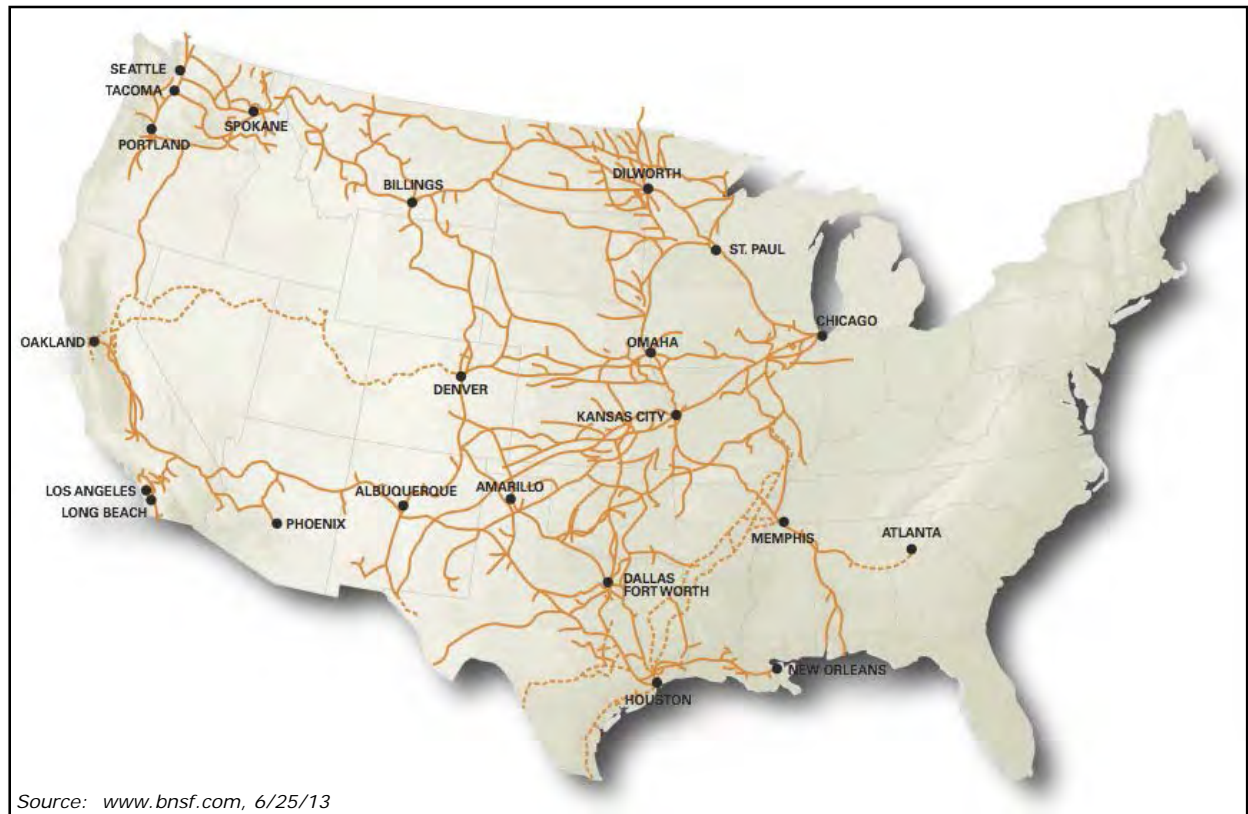 SEATTLE
TACOMA
SPOKANE
PORTLAND
BILLINGS
DILWORTH
ST. PAUL
CHICAGO
OAKLAND
OMAHA
DENVER
KANSAS CITY
LOS ANGELES
LONG BEACH
ALBUQUERQUE
AMARILLO
PHOENIX
MEMPHIS
ATLANTA
DALLAS
FORT WORTH
NEW ORLEANS
HOUSTON
Source: www.bnsf.com, 6/25/13